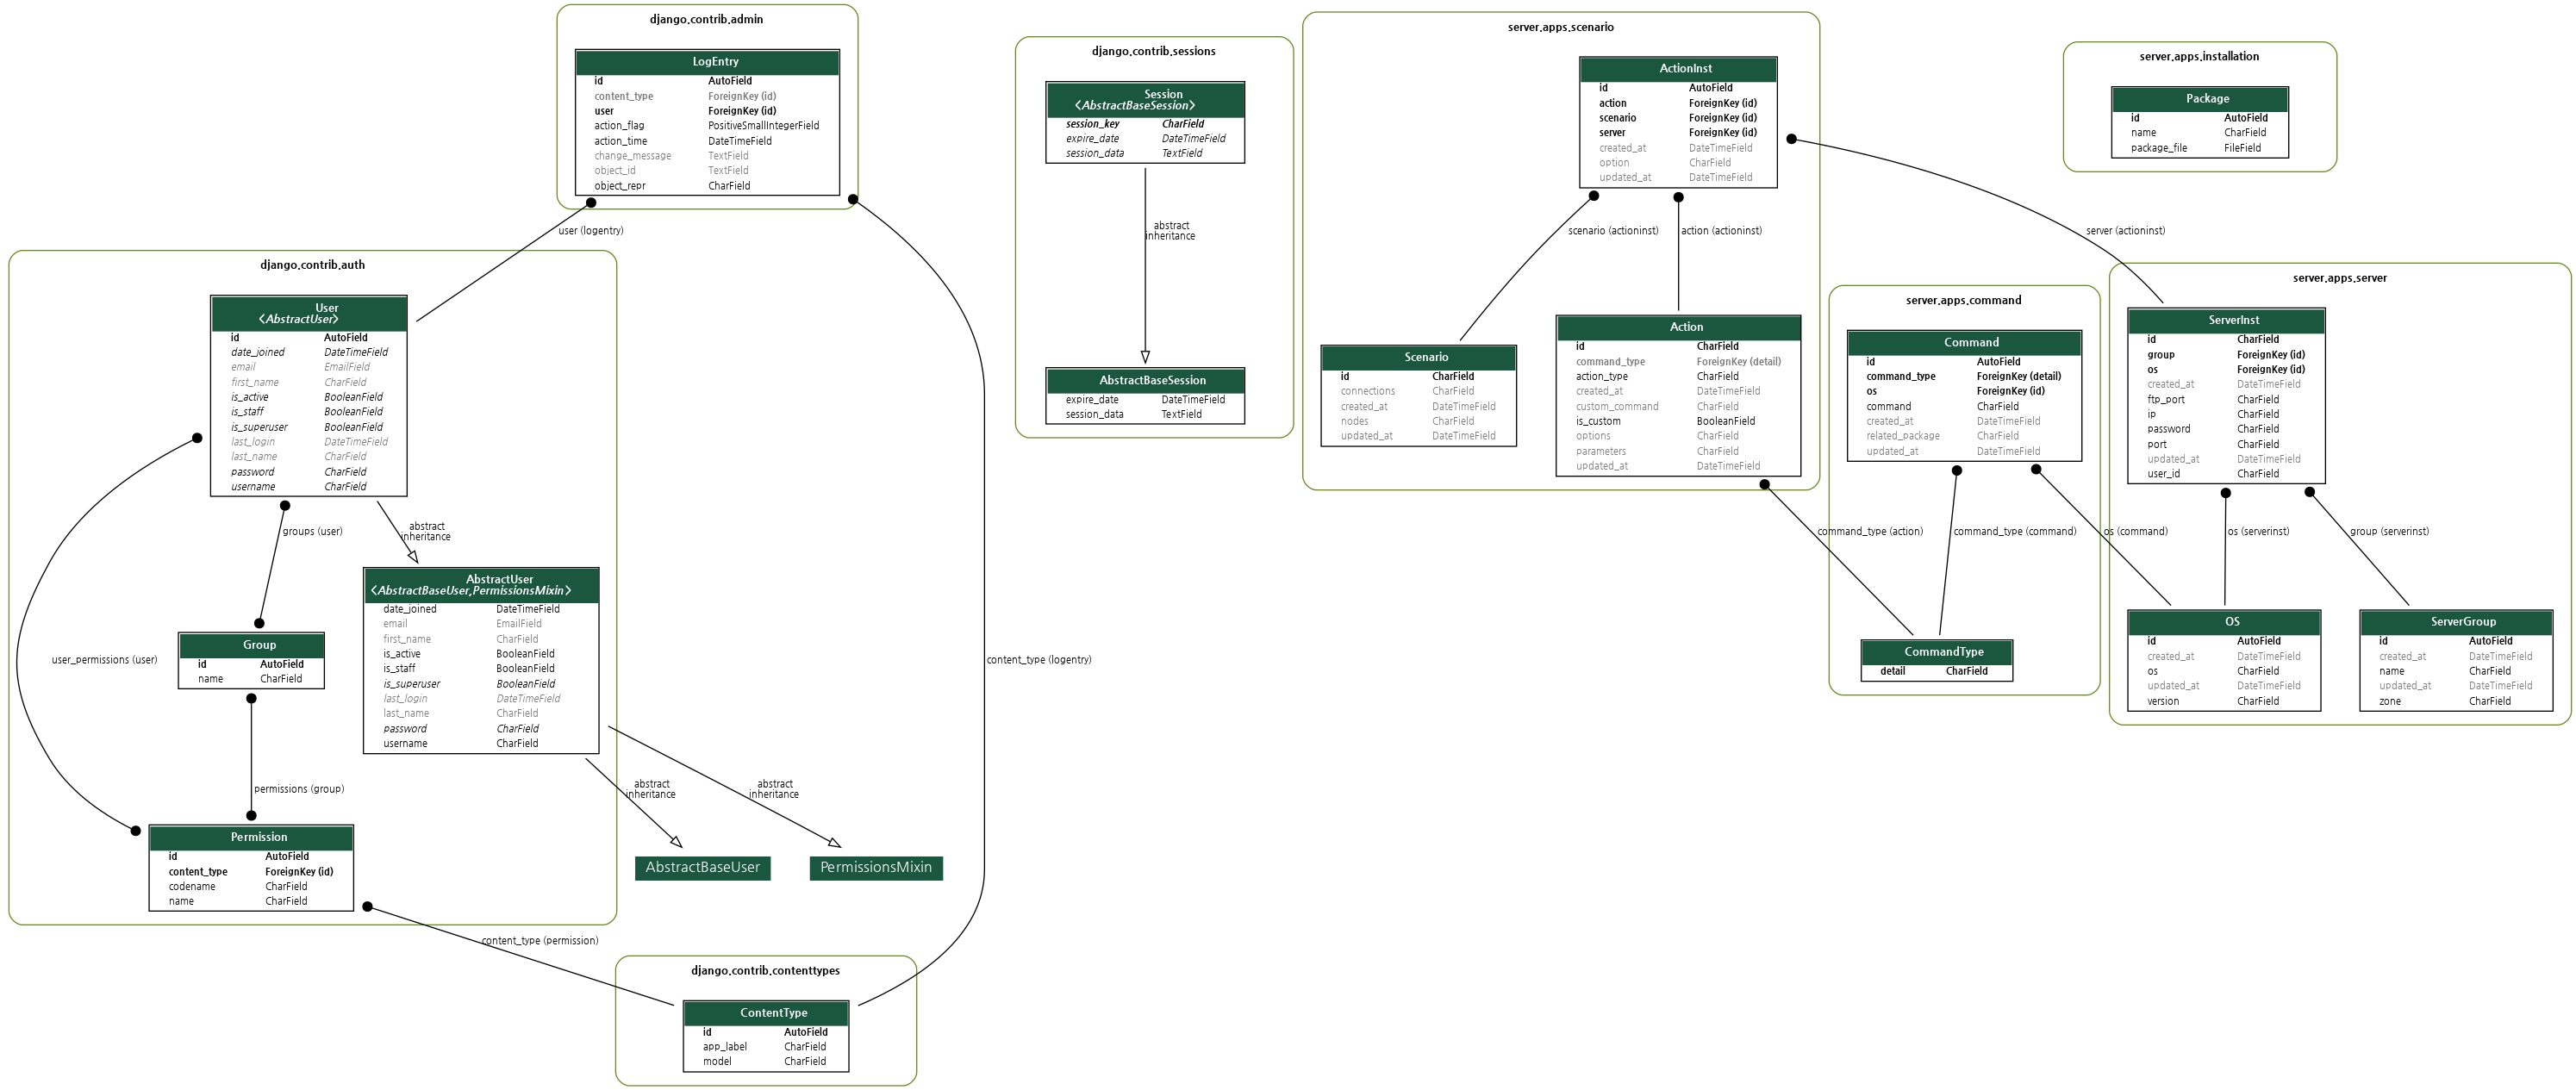 django.contrib.admin
LogEntry
id AutoField
content_type ForeignKey (id)
user ForeignKey (id)
action_flag PositiveSmallIntegerField
action_time DateTimeField
change_message TextField
object_id TextField
object_repr CharField
user (logentry)
django.contrib.auth
User
<AbstractUser>
id AutoField
date_joined DateTimeField
email EmailField
first_name CharField
is_active BooleanField
is_staff BooleanField
is_superuser BooleanField
last_login DateTimeField
last_name CharField
password CharField
username CharField
groups (user)
abstract
inheritance
AbstractUser
<AbstractBaseUser,PermissionsMixin>
date_joined DateTimeField
email EmailField
first_name CharField
is_active BooleanField
is_staff BooleanField
is_superuser BooleanField
last_login DateTimeField
last_name CharField
password CharField
username CharField
Group
id AutoField
name CharField
user_permissions (user)
permissions (group)
Permission
id AutoField
content_type ForeignKey (id)
codename CharField
name CharField
abstract
inheritance
abstract
inheritance
AbstractBaseUser
PermissionsMixin
content_type (permission)
content_type (logentry)
django.contrib.contenttypes
ContentType
id AutoField
app_label CharField
model CharField
django.contrib.sessions
Session
<AbstractBaseSession>
session_key CharField
expire_date DateTimeField
session_data TextField
abstract
inheritance
AbstractBaseSession
expire_date DateTimeField
session_data TextField
server.apps.scenario
ActionInst
id AutoField
action ForeignKey (id)
scenario ForeignKey (id)
server ForeignKey (id)
created_at DateTimeField
option CharField
updated_at DateTimeField
scenario (actioninst)
action (actioninst)
server (actioninst)
Scenario
id CharField
connections CharField
created_at DateTimeField
nodes CharField
updated_at DateTimeField
Action
id CharField
command_type ForeignKey (detail)
action_type CharField
created_at DateTimeField
custom_command CharField
is_custom BooleanField
options CharField
parameters CharField
updated_at DateTimeField
command_type (action)
server.apps.command
Command
id AutoField
command_type ForeignKey (detail)
os ForeignKey (id)
command CharField
created_at DateTimeField
related_package CharField
updated_at DateTimeField
command_type (command)
os (command)
CommandType
detail CharField
server.apps.installation
Package
id AutoField
name CharField
package_file FileField
server.apps.server
ServerInst
id CharField
group ForeignKey (id)
os ForeignKey (id)
created_at DateTimeField
ftp_port CharField
ip CharField
password CharField
port CharField
updated_at DateTimeField
user_id CharField
os (serverinst)
group (serverinst)
OS
id AutoField
created_at DateTimeField
os CharField
updated_at DateTimeField
version CharField
ServerGroup
id AutoField
created_at DateTimeField
name CharField
updated_at DateTimeField
zone CharField